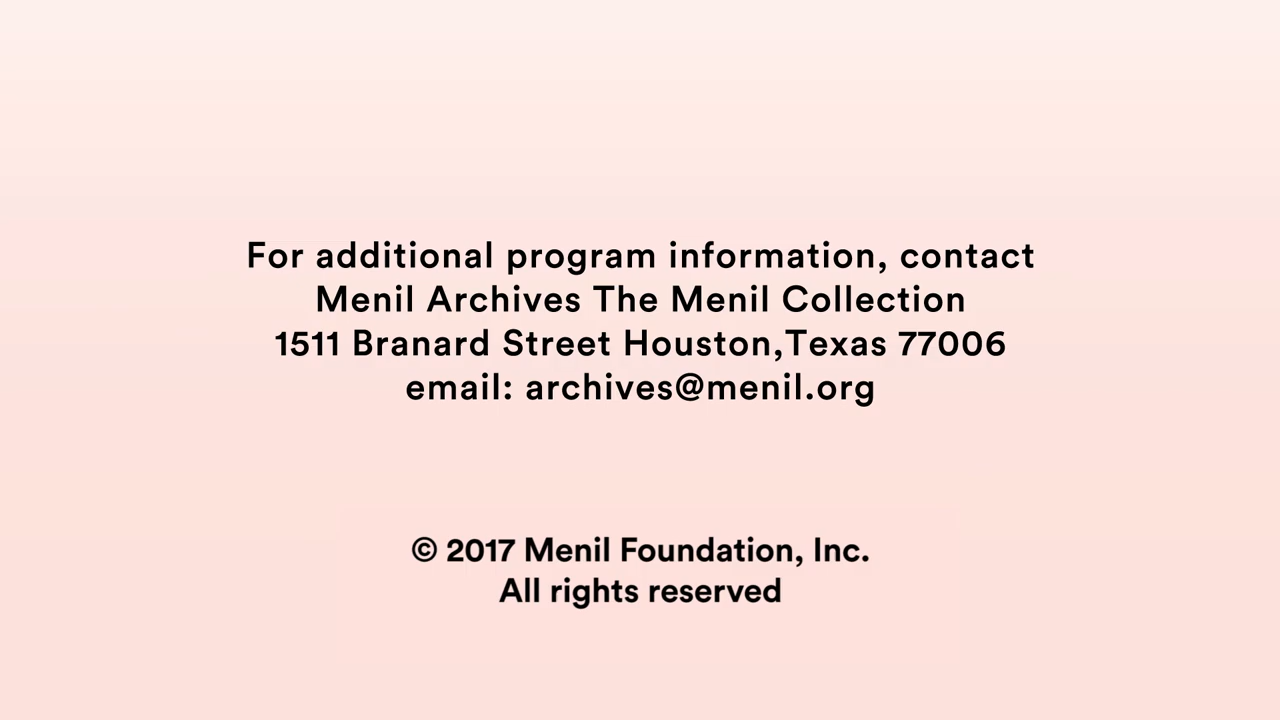 For additional program information, contact
Menil Archives The Menil Collection
1511 Branard Street Houston,Texas 77006
email: archives@menil.org
© 2017 Menil Foundation, Inc.
All rights reserved